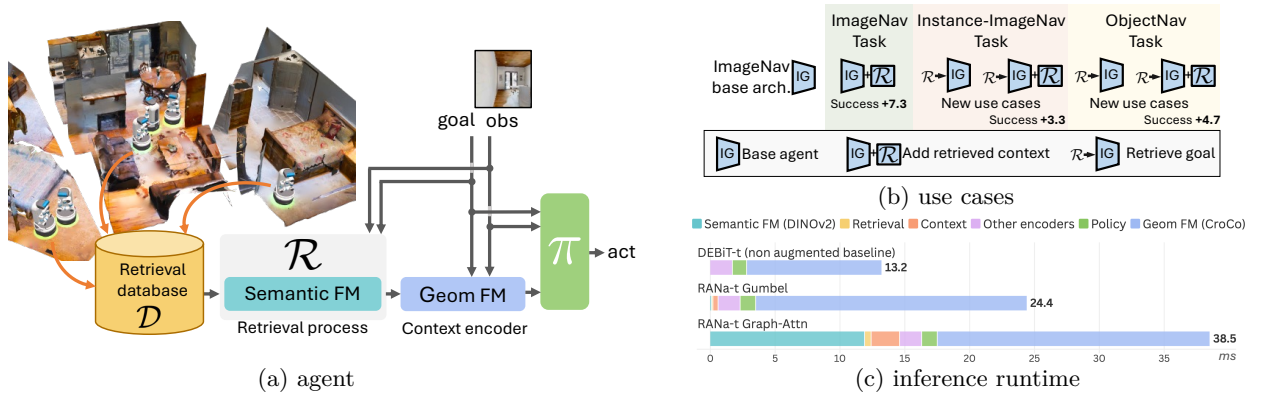 goal obs
Retrieval
database
D
R
Semantic FM
Retrieval process
Geom FM
Context encoder
π
act
(a) agent
ImageNav
Task
Instance-ImageNav
Task
ObjectNav
Task
ImageNav
base arch.
IG
IG + R
R IG
R IG + R
R IG
R IG + R
Success +7.3
New use cases
Success +3.3
New use cases
Success +4.7
IG Base agent
IG + R Add retrieved context
R IG Retrieve goal
(b) use cases
Semantic FM (DINOv2) Retrieval Context Other encoders Policy Geom FM (CroCo)
DEBiT-t (non augmented baseline)
13.2
RANa-t Gumbel
24.4
RANa-t Graph-Attn
38.5
0 5 10 15 20 25 30 35 ms
(c) inference runtime